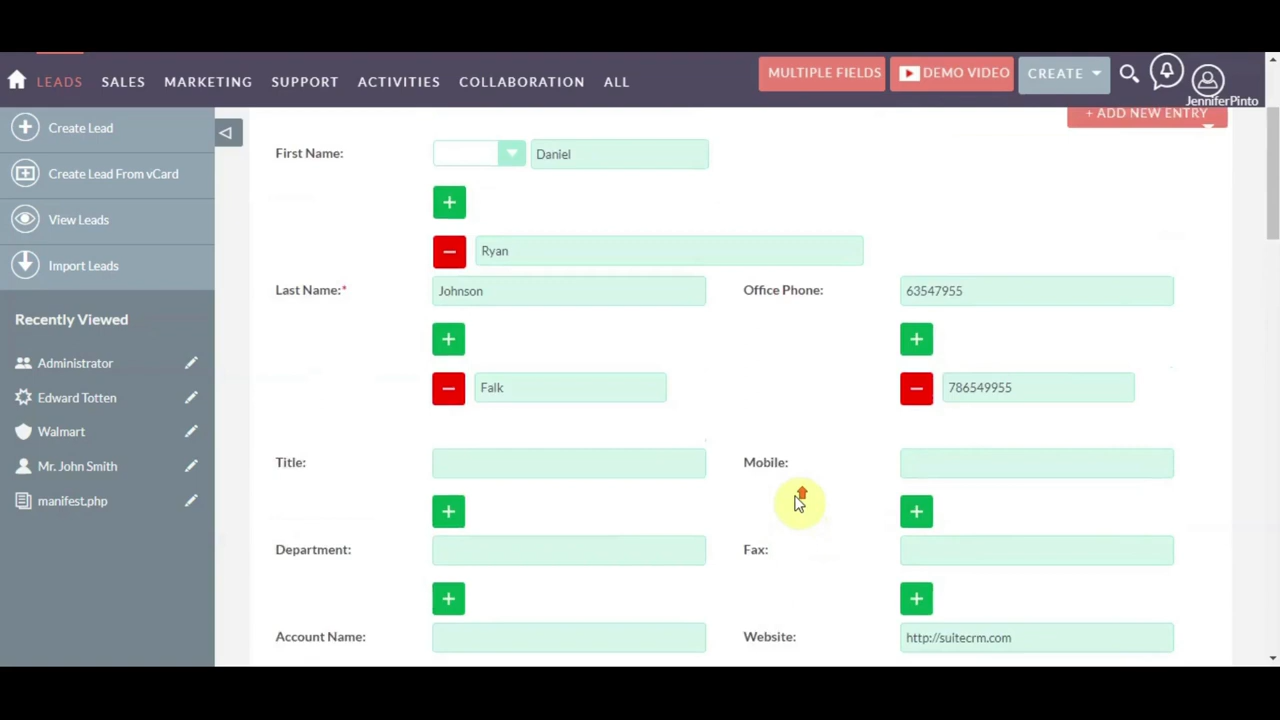 LEADS SALES MARKETING SUPPORT ACTIVITIES COLLABORATION ALL MULTIPLE FIELDS DEMO VIDEO CREATE
JenniferPinto
+ ADD NEW ENTRY
Create Lead
Create Lead From vCard
View Leads
Import Leads
Recently Viewed
Administrator
Edward Totten
Walmart
Mr. John Smith
manifest.php
First Name: Daniel
Ryan
Last Name:* Johnson Office Phone: 63547955
Falk 786549955
Title: Mobile:
Department: Fax:
Account Name: Website: http://suitecrm.com